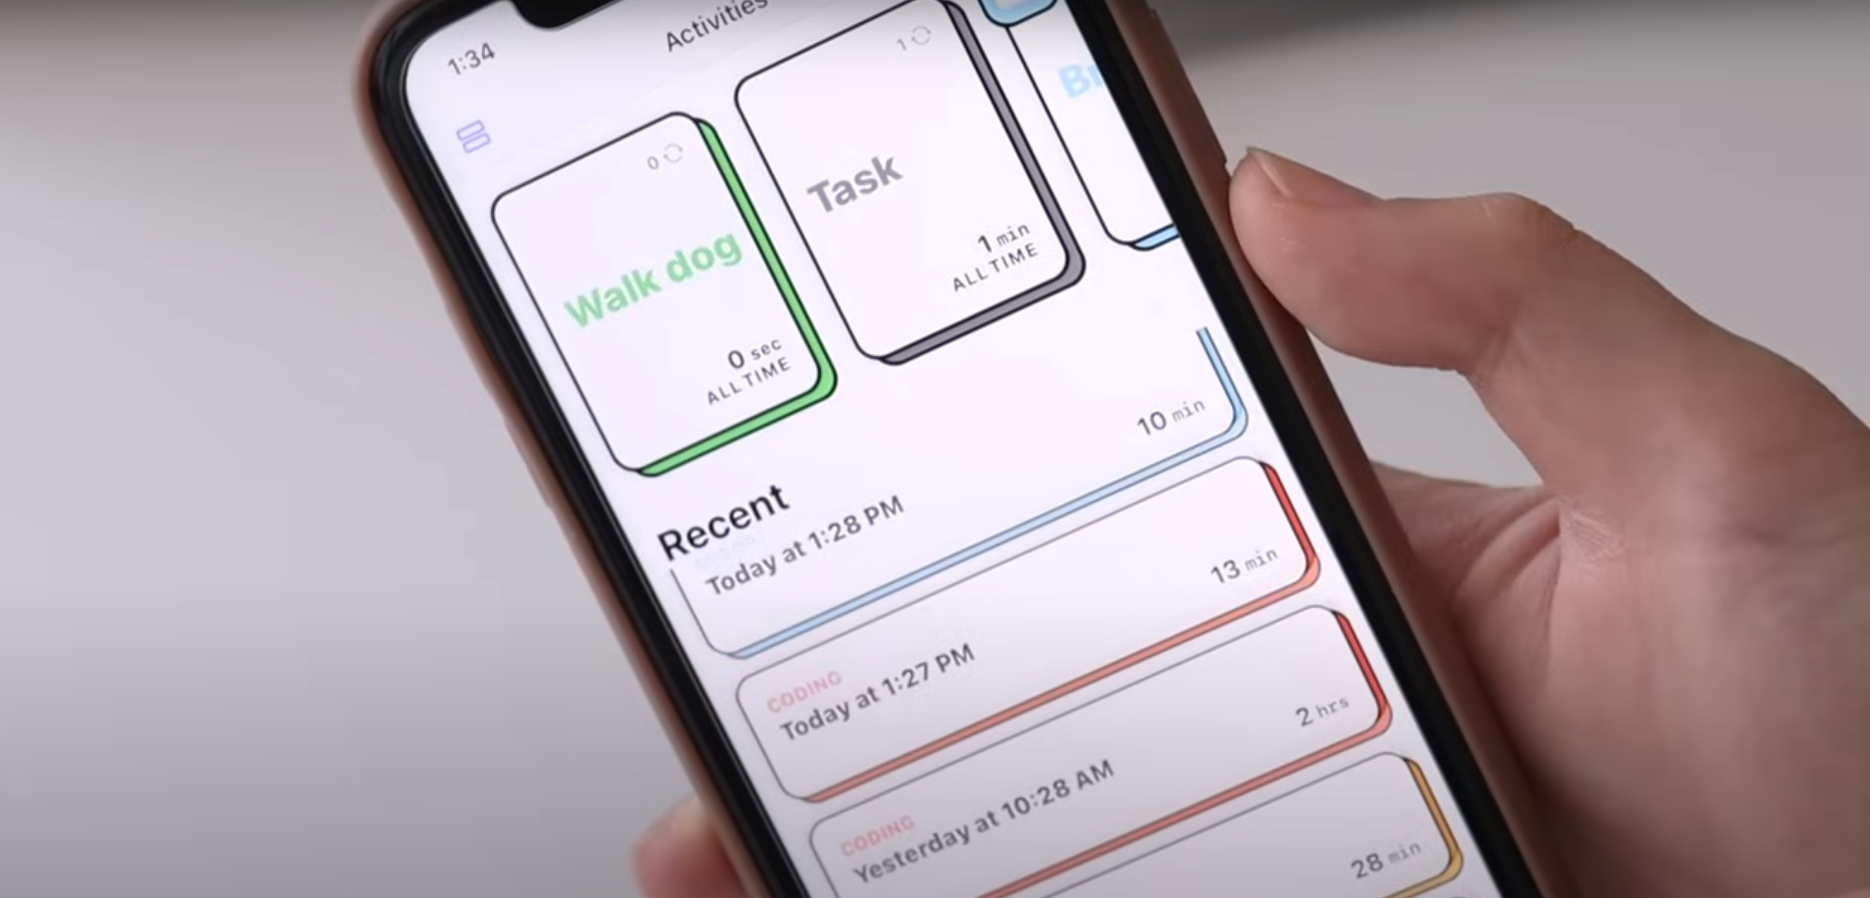 1:34
Activities
0
Walk dog
0 sec
ALL TIME
1
Task
1 min
ALL TIME
Recent
Today at 1:28 PM
10 min
CODING
Today at 1:27 PM
13 min
CODING
Yesterday at 10:28 AM
2 hrs
28 min